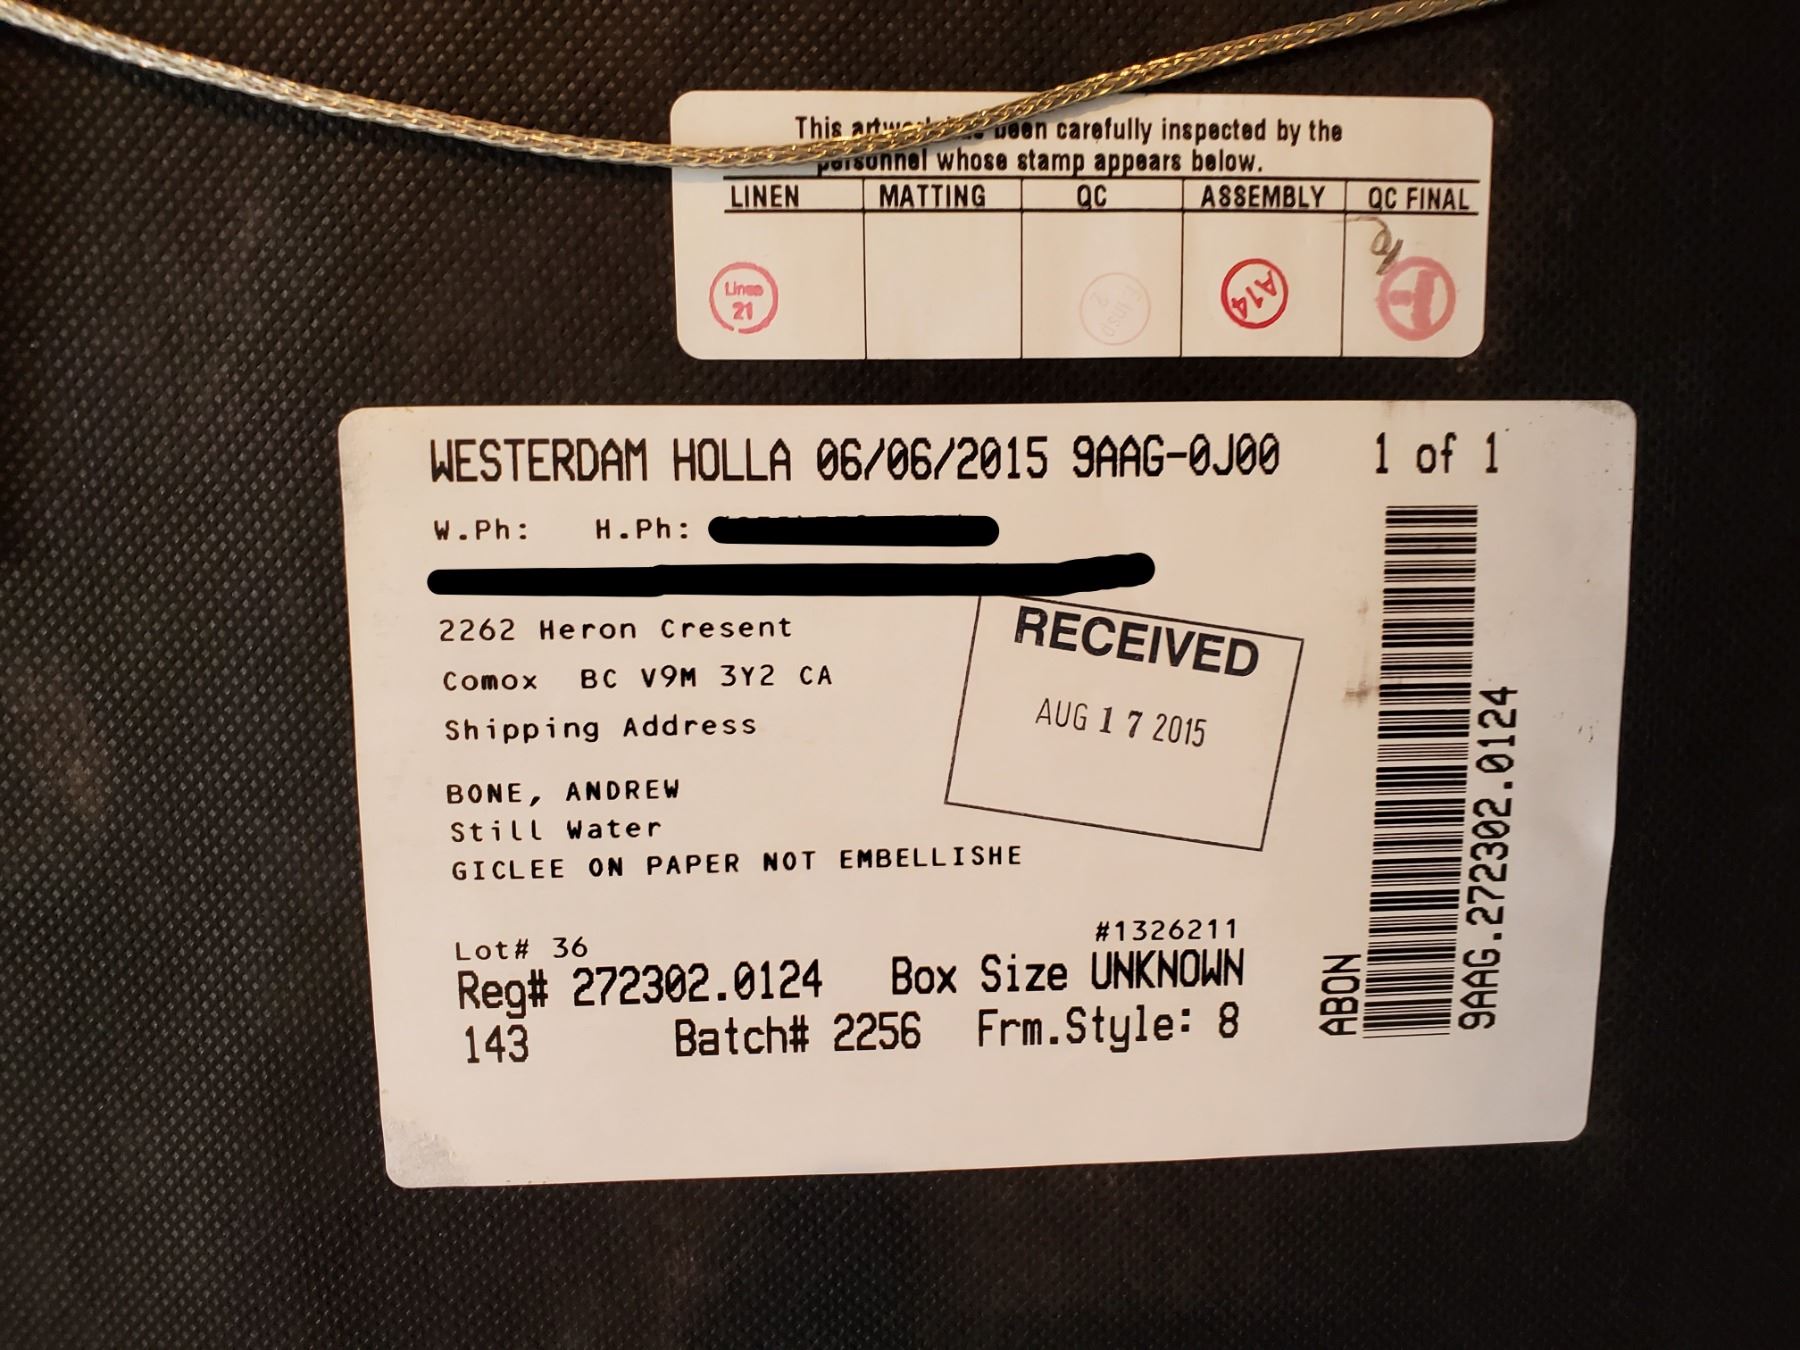 This been carefully inspected by the
personnel whose stamp appears below.
LINEN MATTING QC ASSEMBLY QC FINAL
Linen 21
Insp 2
A14
WESTERDAM HOLLA 06/06/2015 9AAG-0J00 1 of 1
W.Ph: H.Ph:
2262 Heron Cresent
Comox BC V9M 3Y2 CA
Shipping Address
RECEIVED
AUG 17 2015
BONE, ANDREW
Still Water
GICLEE ON PAPER NOT EMBELLISHE
#1326211
Lot# 36
Reg# 272302.0124 Box Size UNKNOWN
143 Batch# 2256 Frm.Style: 8
ABON
9AAG.272302.0124